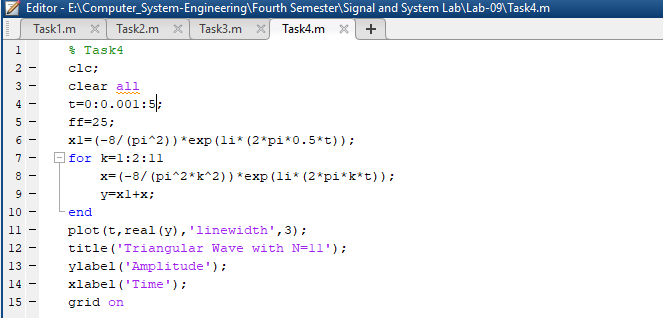 Editor - E:\Computer_System-Engineering\Fourth Semester\Signal and System Lab\Lab-09\Task4.m
Task1.m Task2.m Task3.m Task4.m
1 % Task4
2 clc;
3 clear all
4 t=0:0.001:5;
5 ff=25;
6 x1=(-8/(pi^2))*exp(1i*(2*pi*0.5*t));
7 for k=1:2:11
8 x=(-8/(pi^2*k^2))*exp(1i*(2*pi*k*t));
9 y=x1+x;
10 end
11 plot(t,real(y),'linewidth',3);
12 title('Triangular Wave with N=11');
13 ylabel('Amplitude');
14 xlabel('Time');
15 grid on